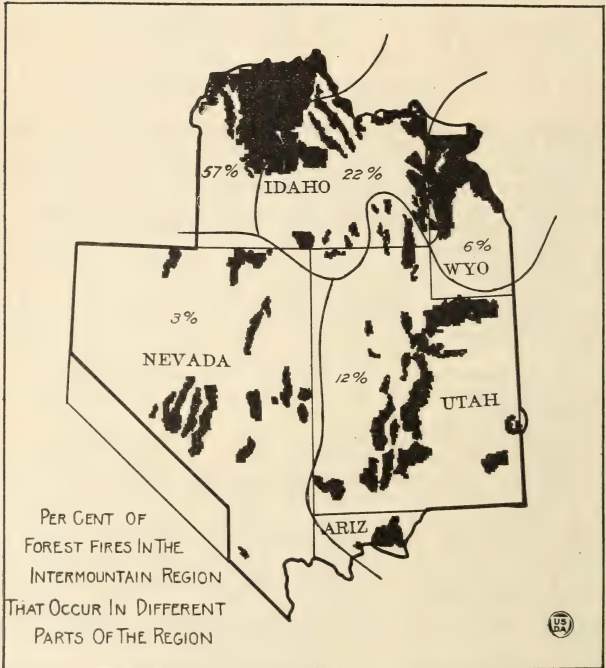 57%
IDAHO
22%
6%
WYO
3%
NEVADA
12%
UTAH
ARIZ
PER CENT OF
FOREST FIRES IN THE
INTERMOUNTAIN REGION
THAT OCCUR IN DIFFERENT
PARTS OF THE REGION
US
DA